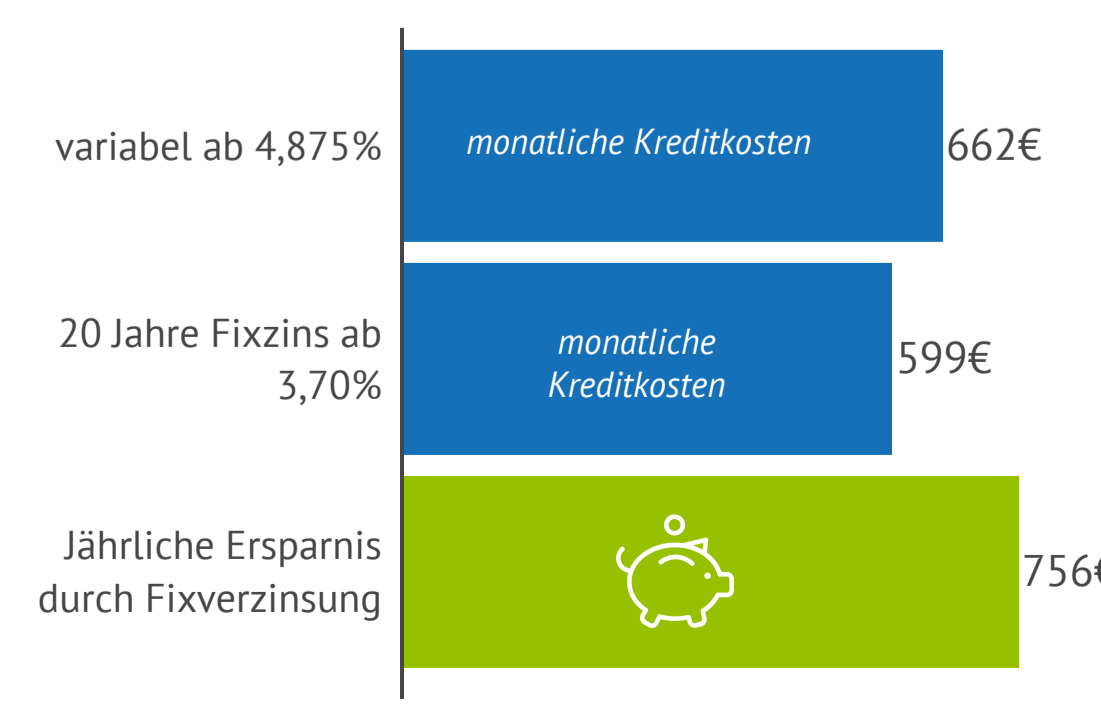 variabel ab 4,875%
monatliche Kreditkosten
662€
20 Jahre Fixzins ab
3,70%
monatliche
Kreditkosten
599€
Jährliche Ersparnis
durch Fixverzinsung
756€